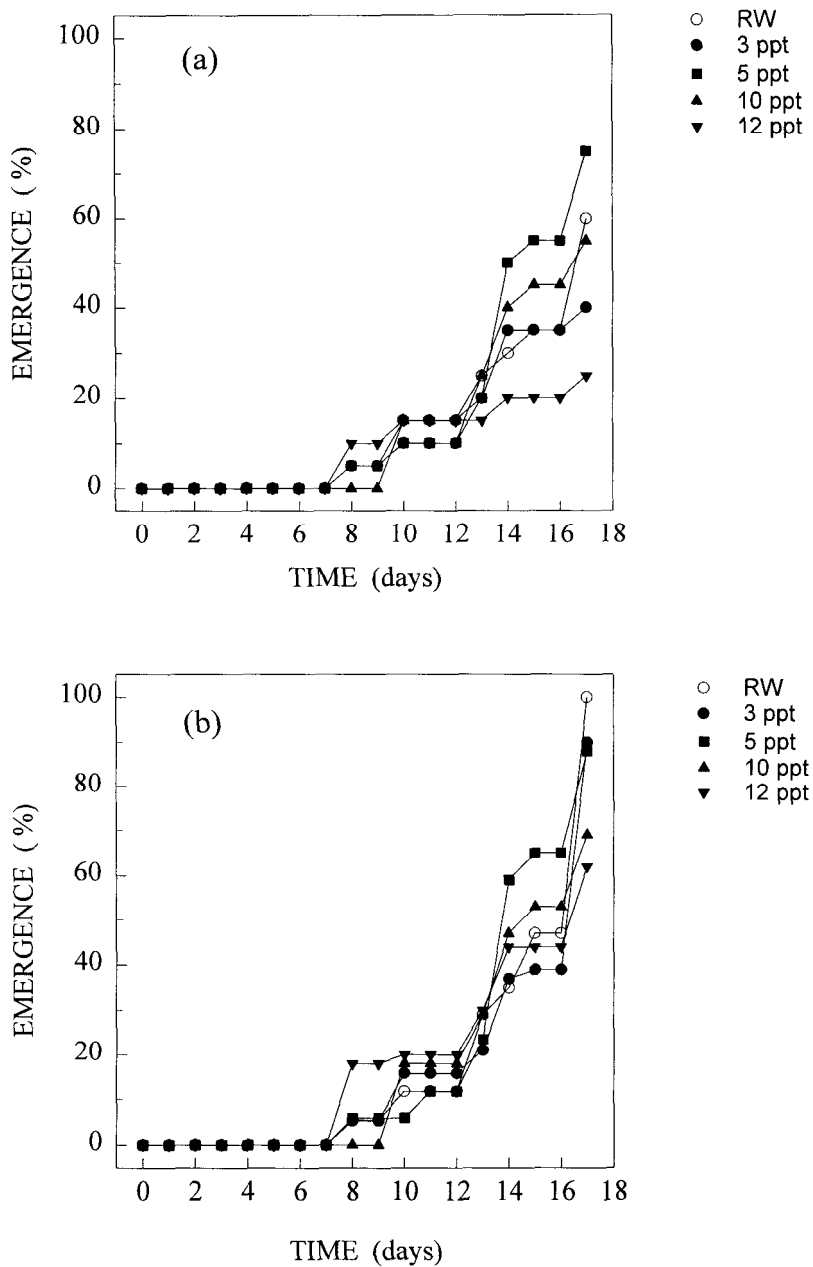 (a)
RW
3 ppt
5 ppt
10 ppt
12 ppt
EMERGENCE ( %)
100
80
60
40
20
0
0 2 4 6 8 10 12 14 16 18
TIME (days)
(b)
RW
3 ppt
5 ppt
10 ppt
12 ppt
EMERGENCE ( %)
100
80
60
40
20
0
0 2 4 6 8 10 12 14 16 18
TIME (days)